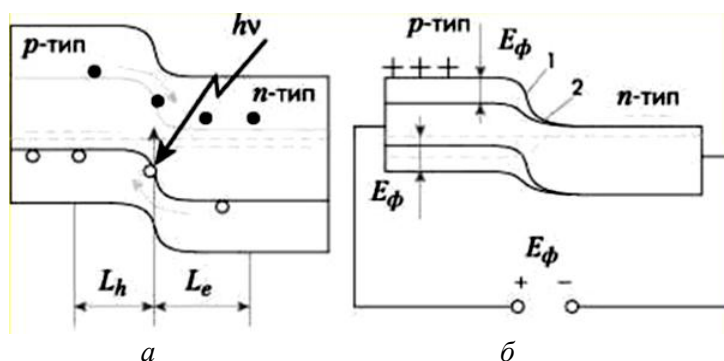 p-тип
hν
n-тип
L_h
L_e
а
p-тип
E_ф
1
+ + +
2
n-тип
E_ф
E_ф
+ −
б